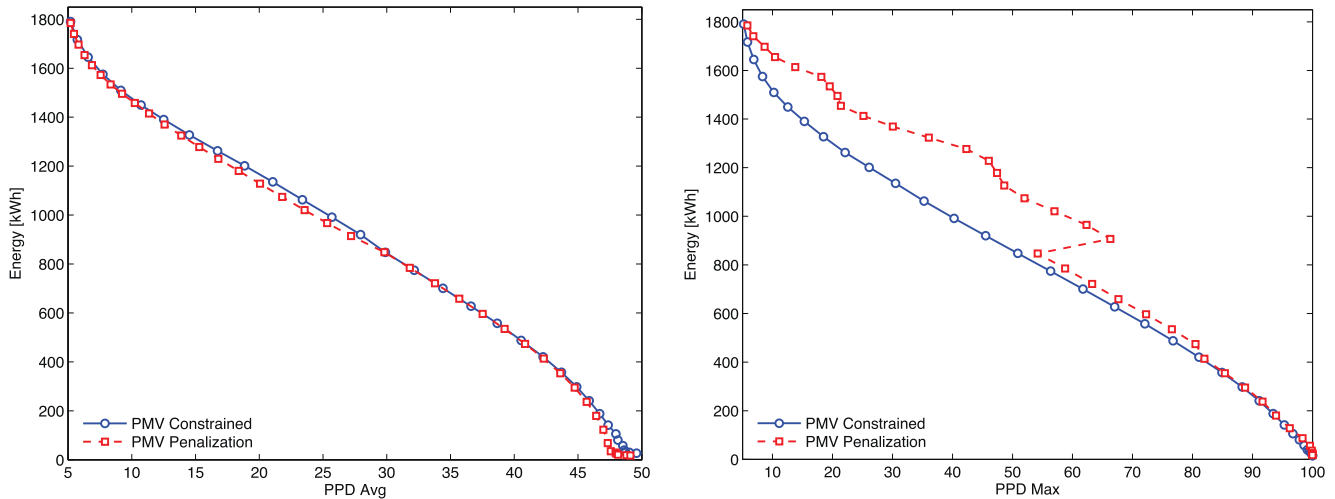 1800
1600
1400
1200
1000
800
600
400
200
0
Energy [kWh]
PMV Constrained
PMV Penalization
5 10 15 20 25 30 35 40 45 50
PPD Avg
1800
1600
1400
1200
1000
800
600
400
200
0
Energy [kWh]
PMV Constrained
PMV Penalization
10 20 30 40 50 60 70 80 90 100
PPD Max